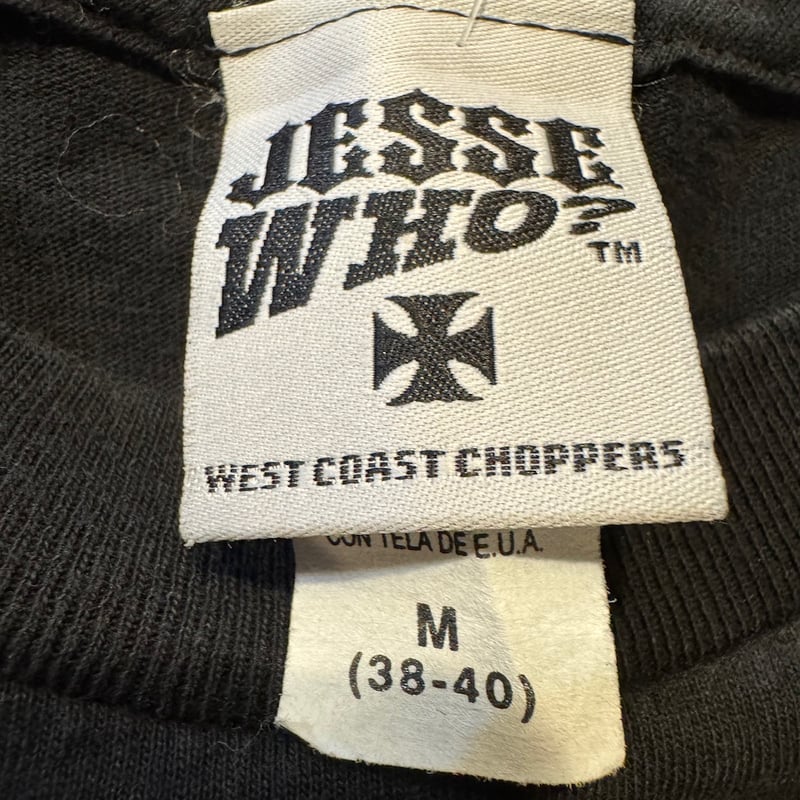 JESSE
WHO?™
WEST COAST CHOPPERS
CON TELA DE E.U.A.
M
(38-40)